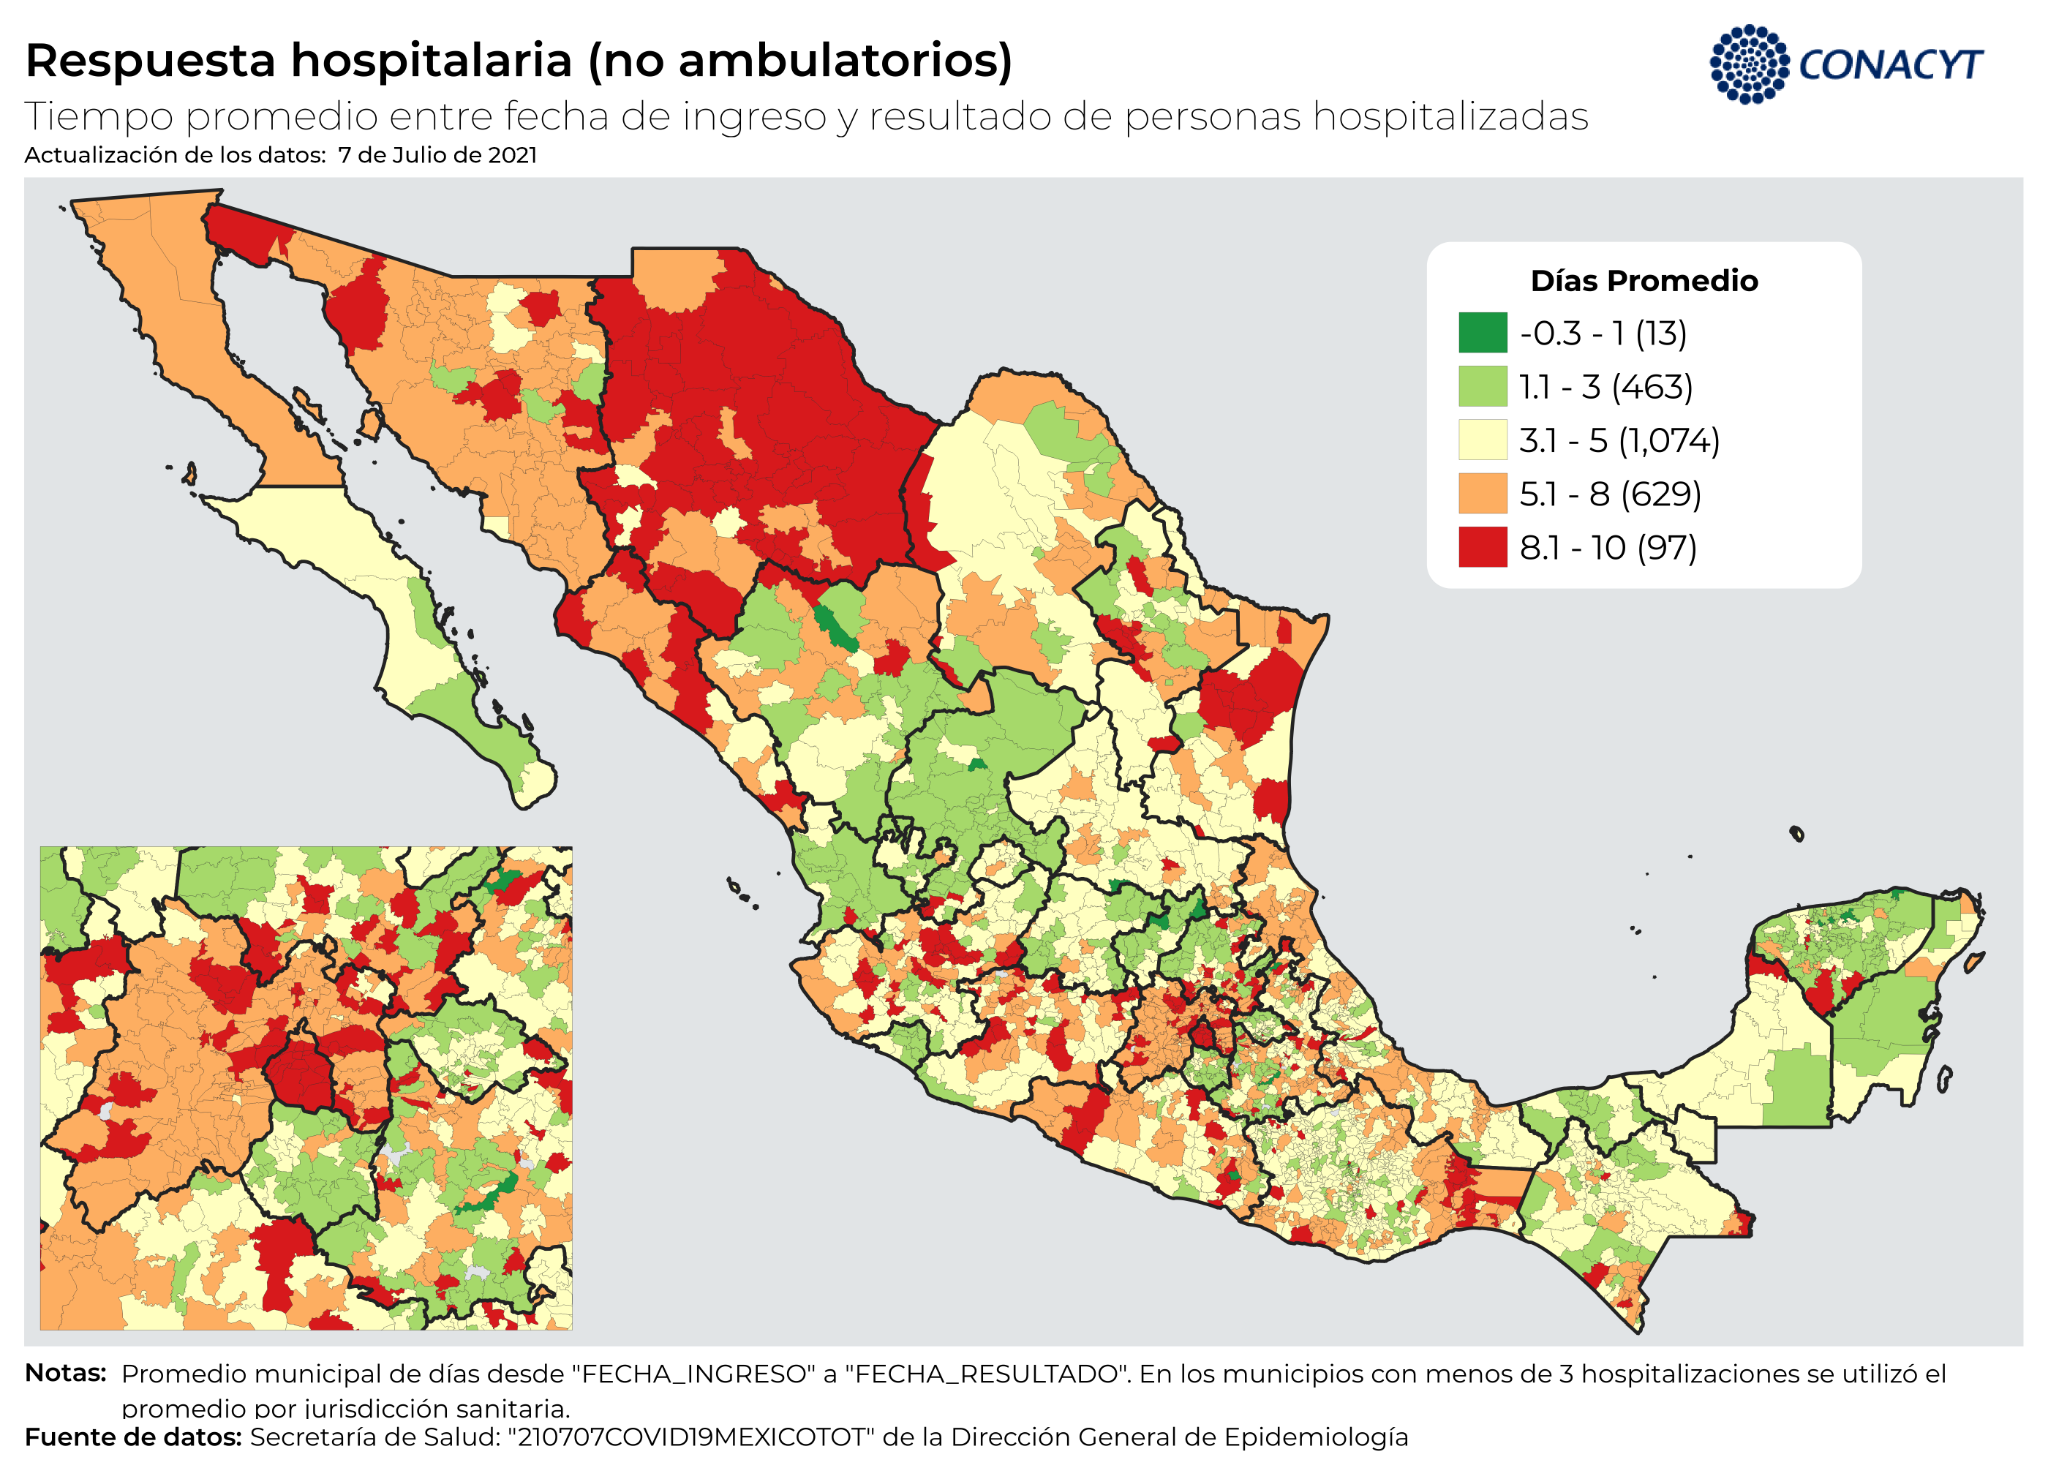 Respuesta hospitalaria (no ambulatorios)
CONACYT
Tiempo promedio entre fecha de ingreso y resultado de personas hospitalizadas
Actualización de los datos: 7 de Julio de 2021
Días Promedio
-0.3 - 1 (13)
1.1 - 3 (463)
3.1 - 5 (1,074)
5.1 - 8 (629)
8.1 - 10 (97)
Notas: Promedio municipal de días desde "FECHA_INGRESO" a "FECHA_RESULTADO". En los municipios con menos de 3 hospitalizaciones se utilizó el
promedio por jurisdicción sanitaria.
Fuente de datos: Secretaría de Salud: "210707COVID19MEXICOTOT" de la Dirección General de Epidemiología